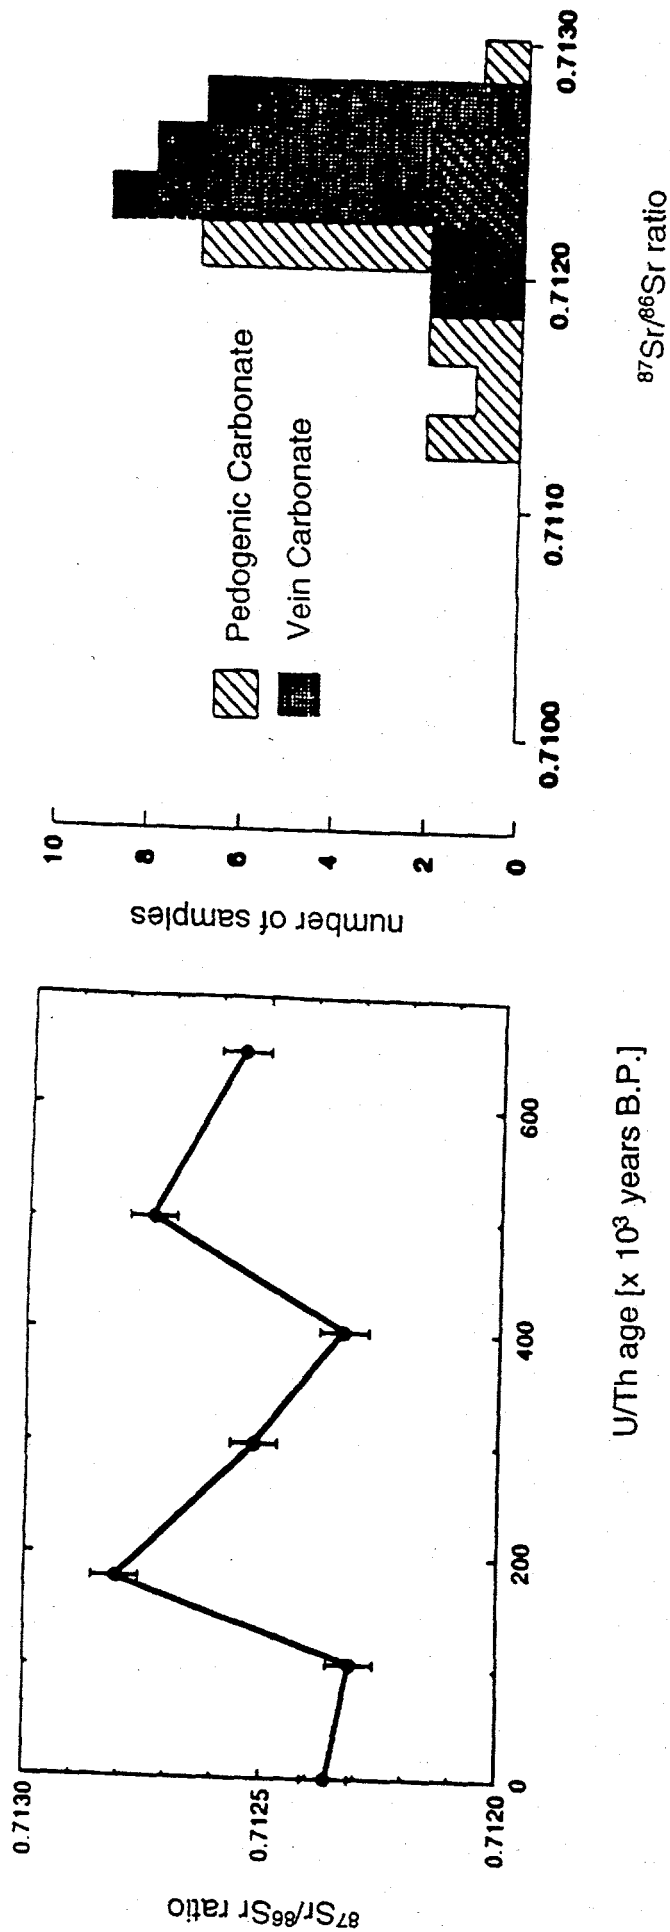 ⁸⁷Sr/⁸⁶Sr ratio
0.7130
0.7125
0.7120
0
200
400
600
U/Th age [x 10³ years B.P.]
number of samples
10
8
6
4
2
0
Pedogenic Carbonate
Vein Carbonate
0.7100
0.7110
0.7120
0.7130
⁸⁷Sr/⁸⁶Sr ratio